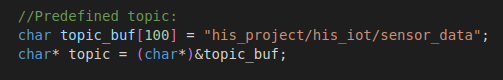 //Predefined topic:
char topic_buf[100] = "his_project/his_iot/sensor_data";
char* topic = (char*)&topic_buf;